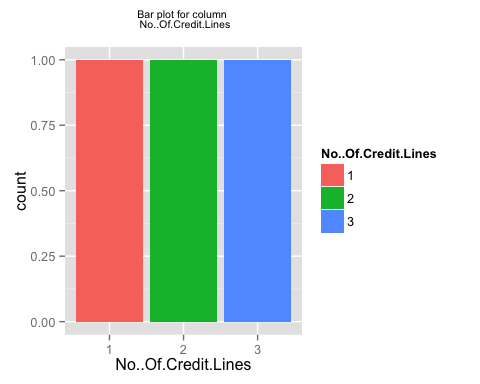 Bar plot for column
No..Of.Credit.Lines
1.00
0.75
0.50
0.25
0.00
count
1 2 3
No..Of.Credit.Lines
No..Of.Credit.Lines
1
2
3